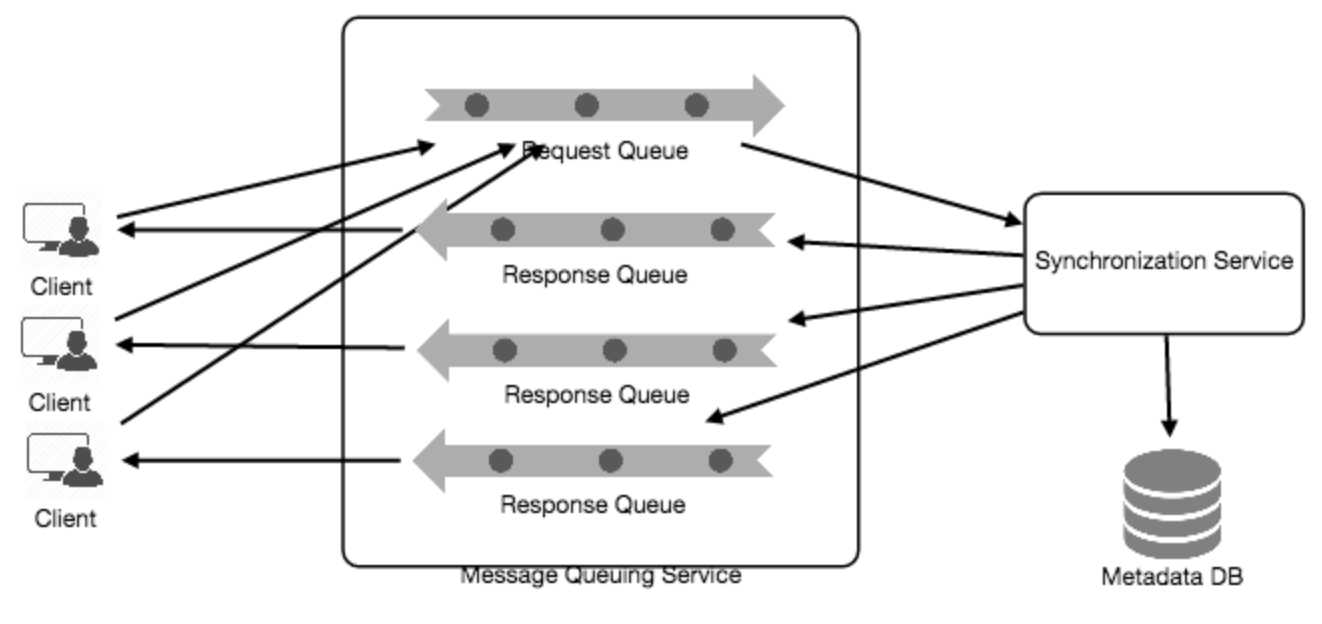 Request Queue
Response Queue
Response Queue
Response Queue
Message Queuing Service
Client
Client
Client
Synchronization Service
Metadata DB